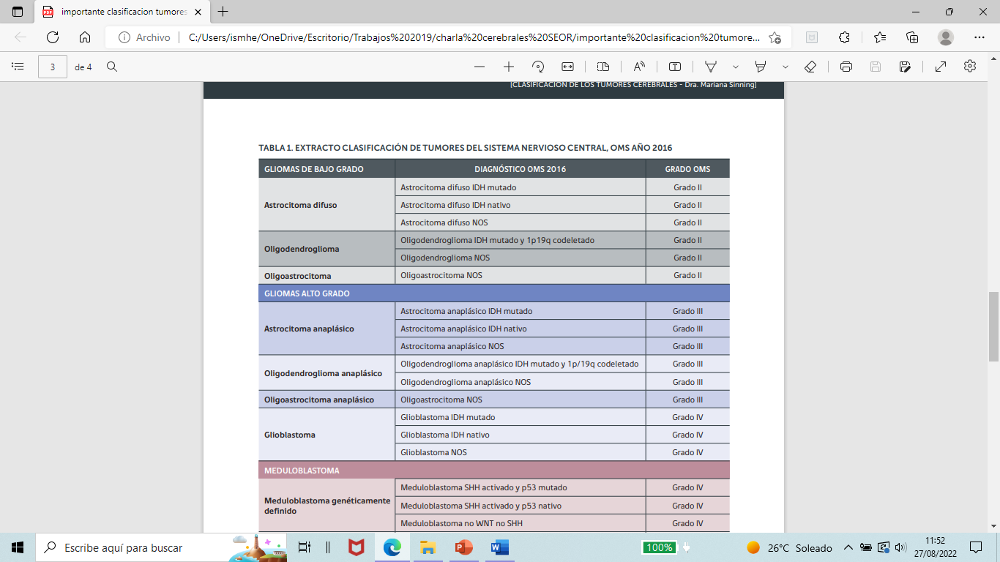 importante clasificacion tumores
Archivo
C:/Users/ismhe/OneDrive/Escritorio/Trabajos%202019/charla%20cerebrales%20SEOR/importante%20clasificacion%20tumore...
3 de 4
[CLASIFICACIÓN DE LOS TUMORES CEREBRALES - Dra. Mariana Sinning]
TABLA 1. EXTRACTO CLASIFICACIÓN DE TUMORES DEL SISTEMA NERVIOSO CENTRAL, OMS AÑO 2016
GLIOMAS DE BAJO GRADO DIAGNÓSTICO OMS 2016 GRADO OMS
Astrocitoma difuso
Astrocitoma difuso IDH mutado Grado II
Astrocitoma difuso IDH nativo Grado II
Astrocitoma difuso NOS Grado II
Oligodendroglioma
Oligodendroglioma IDH mutado y 1p19q codeletado Grado II
Oligodendroglioma NOS Grado II
Oligoastrocitoma Oligoastrocitoma NOS Grado II
GLIOMAS ALTO GRADO
Astrocitoma anaplásico
Astrocitoma anaplásico IDH mutado Grado III
Astrocitoma anaplásico IDH nativo Grado III
Astrocitoma anaplásico NOS Grado III
Oligodendroglioma anaplásico
Oligodendroglioma anaplásico IDH mutado y 1p/19q codeletado Grado III
Oligodendroglioma anaplásico NOS Grado III
Oligoastrocitoma anaplásico Oligoastrocitoma NOS Grado III
Glioblastoma
Glioblastoma IDH mutado Grado IV
Glioblastoma IDH nativo Grado IV
Glioblastoma NOS Grado IV
MEDULOBLASTOMA
Meduloblastoma genéticamente
definido
Meduloblastoma SHH activado y p53 mutado Grado IV
Meduloblastoma SHH activado y p53 nativo Grado IV
Meduloblastoma no WNT no SHH Grado IV
Escribe aquí para buscar
100%
26°C Soleado
11:52
27/08/2022